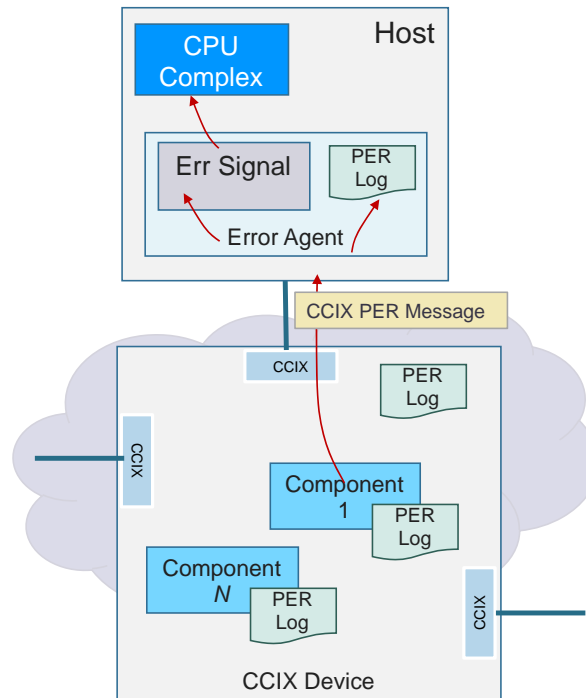 Host
CPU
Complex
Err Signal
PER
Log
Error Agent
CCIX PER Message
CCIX
PER
Log
CCIX
Component
1
PER
Log
Component
N
PER
Log
CCIX
CCIX Device